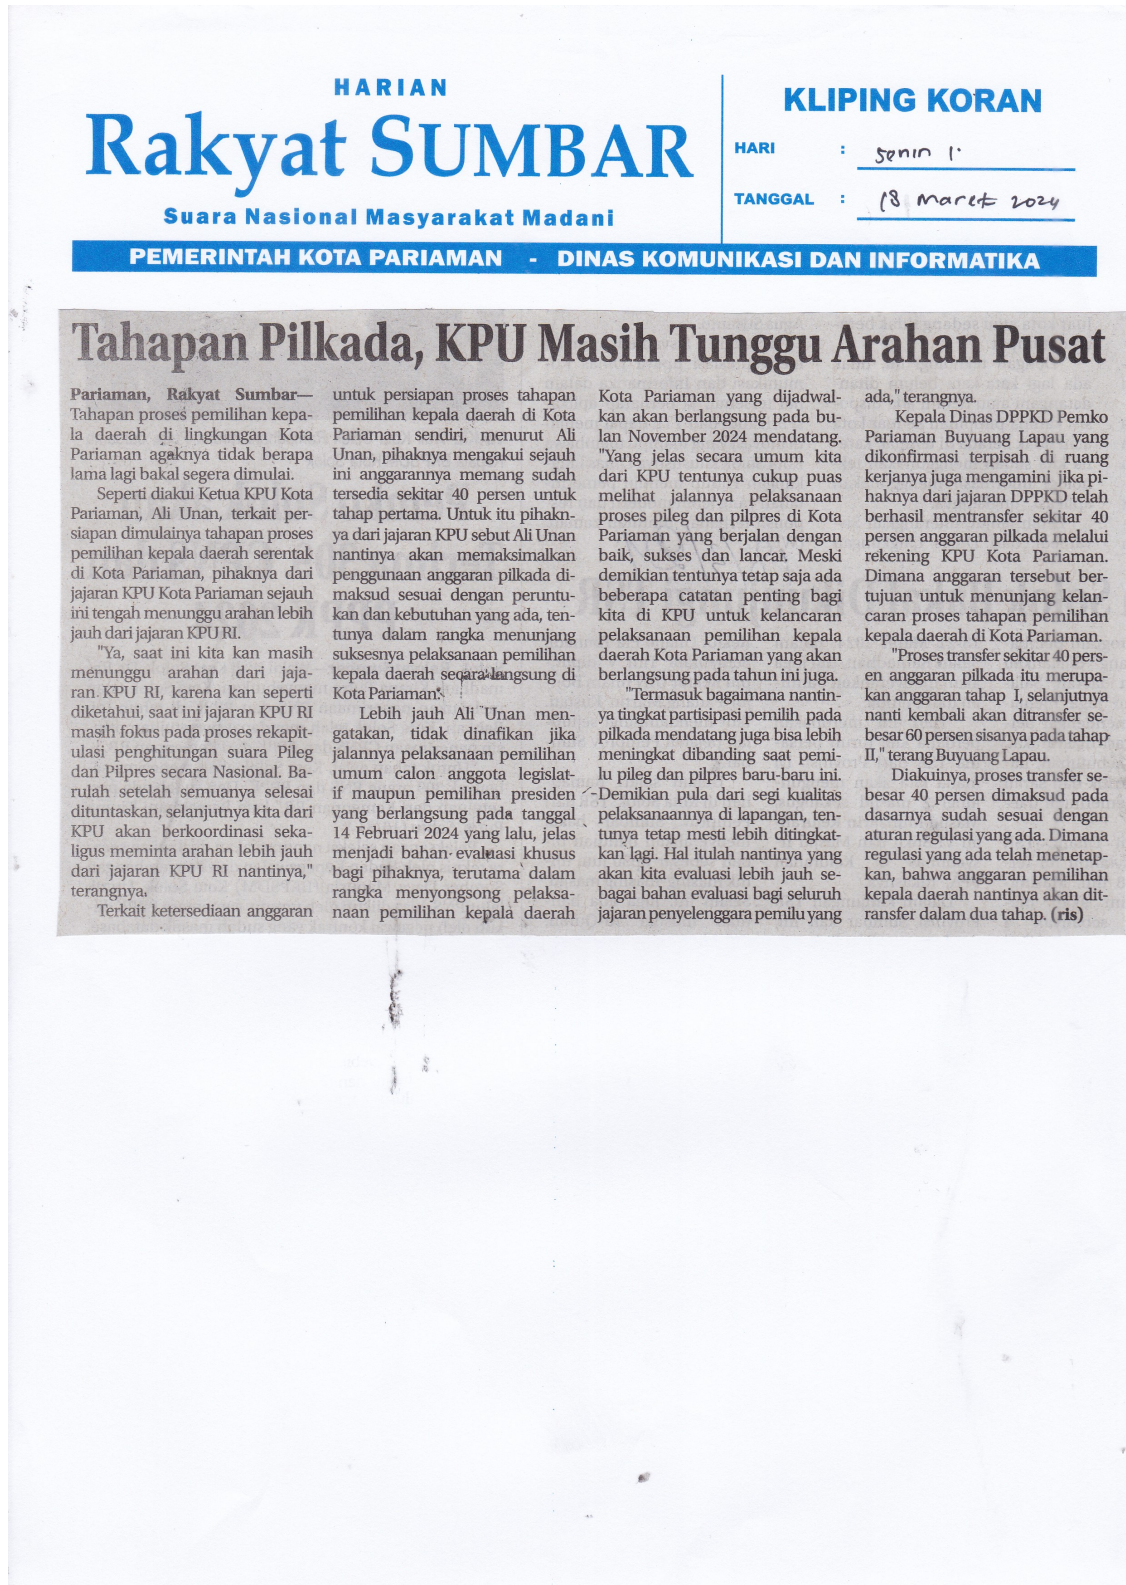 HARIAN
Rakyat SUMBAR
Suara Nasional Masyarakat Madani
KLIPING KORAN
HARI : Senin
TANGGAL : 18 Maret 2024
PEMERINTAH KOTA PARIAMAN - DINAS KOMUNIKASI DAN INFORMATIKA
Tahapan Pilkada, KPU Masih Tunggu Arahan Pusat
Pariaman, Rakyat Sumbar—
Tahapan proses pemilihan kepa-
la daerah di lingkungan Kota
Pariaman agaknya tidak berapa
lama lagi bakal segera dimulai.
Seperti diakui Ketua KPU Kota
Pariaman, Ali Unan, terkait per-
siapan dimulainya tahapan proses
pemilihan kepala daerah serentak
di Kota Pariaman, pihaknya dari
jajaran KPU Kota Pariaman sejauh
ini tengah menunggu arahan lebih
jauh dari jajaran KPU RI.
"Ya, saat ini kita kan masih
menunggu arahan dari jaja-
ran KPU RI, karena kan seperti
diketahui, saat ini jajaran KPU RI
masih fokus pada proses rekapit-
ulasi penghitungan suara Pileg
dan Pilpres secara Nasional. Ba-
rulah setelah semuanya selesai
dituntaskan, selanjutnya kita dari
KPU akan berkoordinasi seka-
ligus meminta arahan lebih jauh
dari jajaran KPU RI nantinya,"
terangnya.
Terkait ketersediaan anggaran
untuk persiapan proses tahapan
pemilihan kepala daerah di Kota
Pariaman sendiri, menurut Ali
Unan, pihaknya mengakui sejauh
ini anggarannya memang sudah
tersedia sekitar 40 persen untuk
tahap pertama. Untuk itu pihakn-
ya dari jajaran KPU sebut Ali Unan
nantinya akan memaksimalkan
penggunaan anggaran pilkada di-
maksud sesuai dengan peruntu-
kan dan kebutuhan yang ada, ten-
tunya dalam rangka menunjang
suksesnya pelaksanaan pemilihan
kepala daerah secara langsung di
Kota Pariaman.
Lebih jauh Ali Unan men-
gatakan, tidak dinafikan jika
jalannya pelaksanaan pemilihan
umum calon anggota legislat-
if maupun pemilihan presiden
yang berlangsung pada tanggal
14 Februari 2024 yang lalu, jelas
menjadi bahan evaluasi khusus
bagi pihaknya, terutama dalam
rangka menyongsong pelaksa-
naan pemilihan kepala daerah
Kota Pariaman yang dijadwal-
kan akan berlangsung pada bu-
lan November 2024 mendatang.
"Yang jelas secara umum kita
dari KPU tentunya cukup puas
melihat jalannya pelaksanaan
proses pileg dan pilpres di Kota
Pariaman yang berjalan dengan
baik, sukses dan lancar. Meski
demikian tentunya tetap saja ada
beberapa catatan penting bagi
kita di KPU untuk kelancaran
pelaksanaan pemilihan kepala
daerah Kota Pariaman yang akan
berlangsung pada tahun ini juga.
"Termasuk bagaimana nantin-
ya tingkat partisipasi pemilih pada
pilkada mendatang juga bisa lebih
meningkat dibanding saat pemi-
lu pileg dan pilpres baru-baru ini.
Demikian pula dari segi kualitas
pelaksanaannya di lapangan, ten-
tunya tetap mesti lebih ditingkat-
kan lagi. Hal itulah nantinya yang
akan kita evaluasi lebih jauh se-
bagai bahan evaluasi bagi seluruh
jajaran penyelenggara pemilu yang
ada," terangnya.
Kepala Dinas DPPKD Pemko
Pariaman Buyuang Lapau yang
dikonfirmasi terpisah di ruang
kerjanya juga mengamini jika pi-
haknya dari jajaran DPPKD telah
berhasil mentransfer sekitar 40
persen anggaran pilkada melalui
rekening KPU Kota Pariaman.
Dimana anggaran tersebut ber-
tujuan untuk menunjang kelan-
caran proses tahapan pemilihan
kepala daerah di Kota Pariaman.
"Proses transfer sekitar 40 pers-
en anggaran pilkada itu merupa-
kan anggaran tahap I, selanjutnya
nanti kembali akan ditransfer se-
besar 60 persen sisanya pada tahap
II," terang Buyuang Lapau.
Diakuinya, proses transfer se-
besar 40 persen dimaksud pada
dasarnya sudah sesuai dengan
aturan regulasi yang ada. Dimana
regulasi yang ada telah menetap-
kan, bahwa anggaran pemilihan
kepala daerah nantinya akan dit-
ransfer dalam dua tahap. (ris)